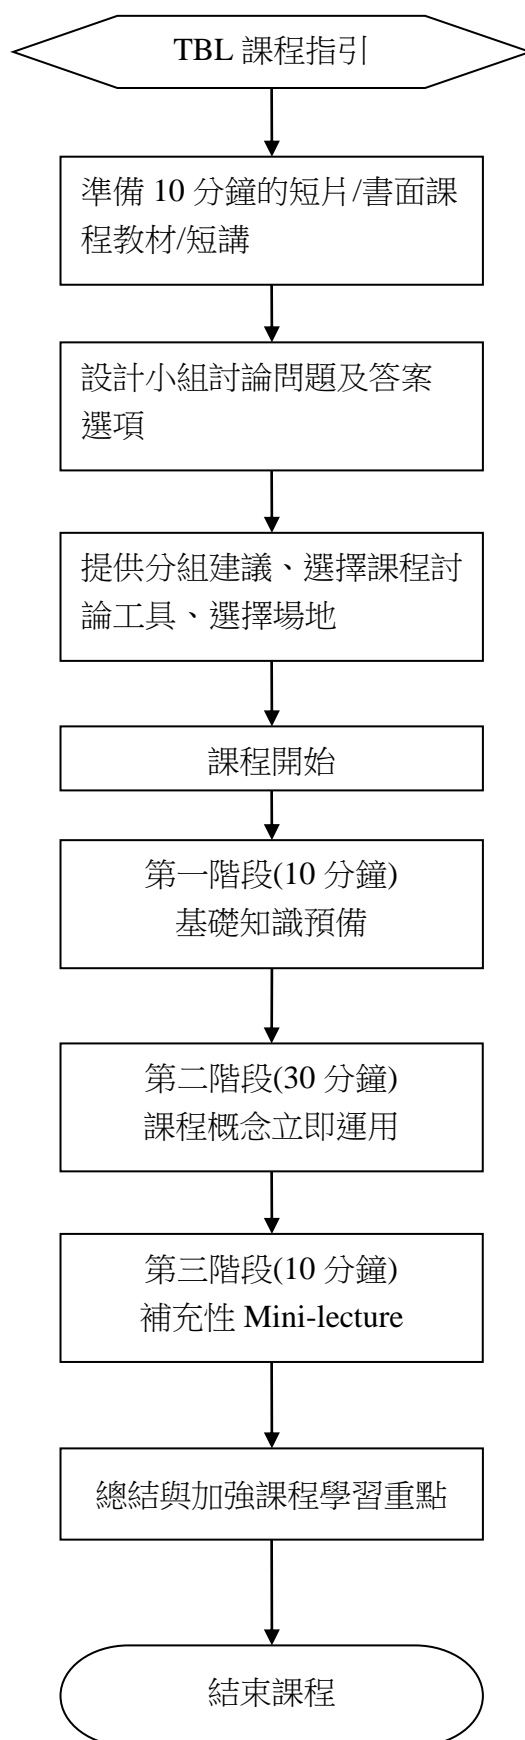 TBL 課程指引
準備 10 分鐘的短片/書面課
程教材/短講
設計小組討論問題及答案
選項
提供分組建議、選擇課程討
論工具、選擇場地
課程開始
第一階段(10 分鐘)
基礎知識預備
第二階段(30 分鐘)
課程概念立即運用
第三階段(10 分鐘)
補充性 Mini-lecture
總結與加強課程學習重點
結束課程